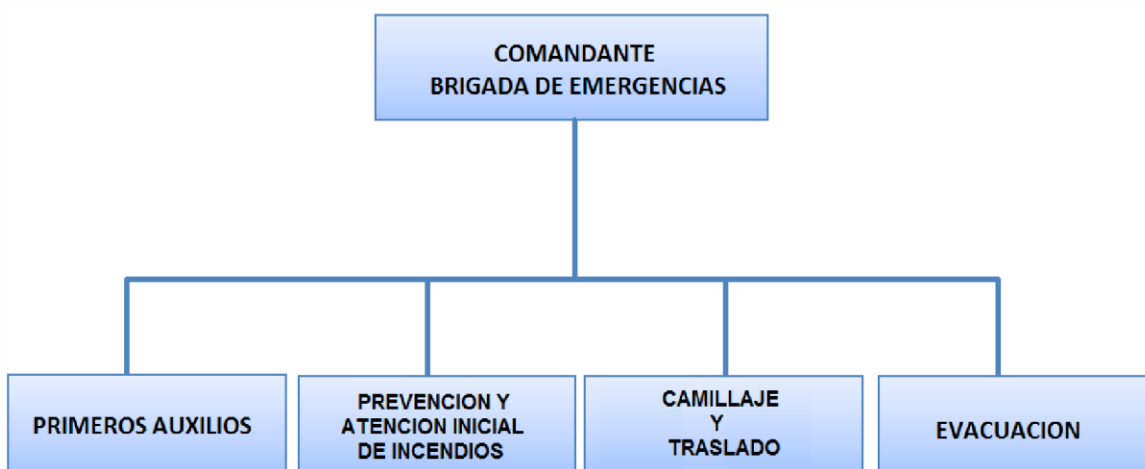 COMANDANTE
BRIGADA DE EMERGENCIAS
PRIMEROS AUXILIOS
PREVENCION Y
ATENCION INICIAL
DE INCENDIOS
CAMILLAJE
Y
TRASLADO
EVACUACION